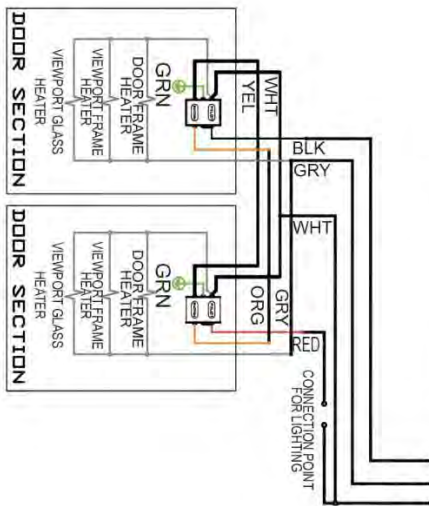 DOOR SECTION
VIEWPORT GLASS
HEATER
VIEWPORT FRAME
HEATER
DOOR FRAME
HEATER
GRN
YEL
WHT
BLK
GRY
WHT
DOOR SECTION
VIEWPORT GLASS
HEATER
VIEWPORT FRAME
HEATER
DOOR FRAME
HEATER
GRN
ORG
GRY
RED
CONNECTION POINT
FOR LIGHTING